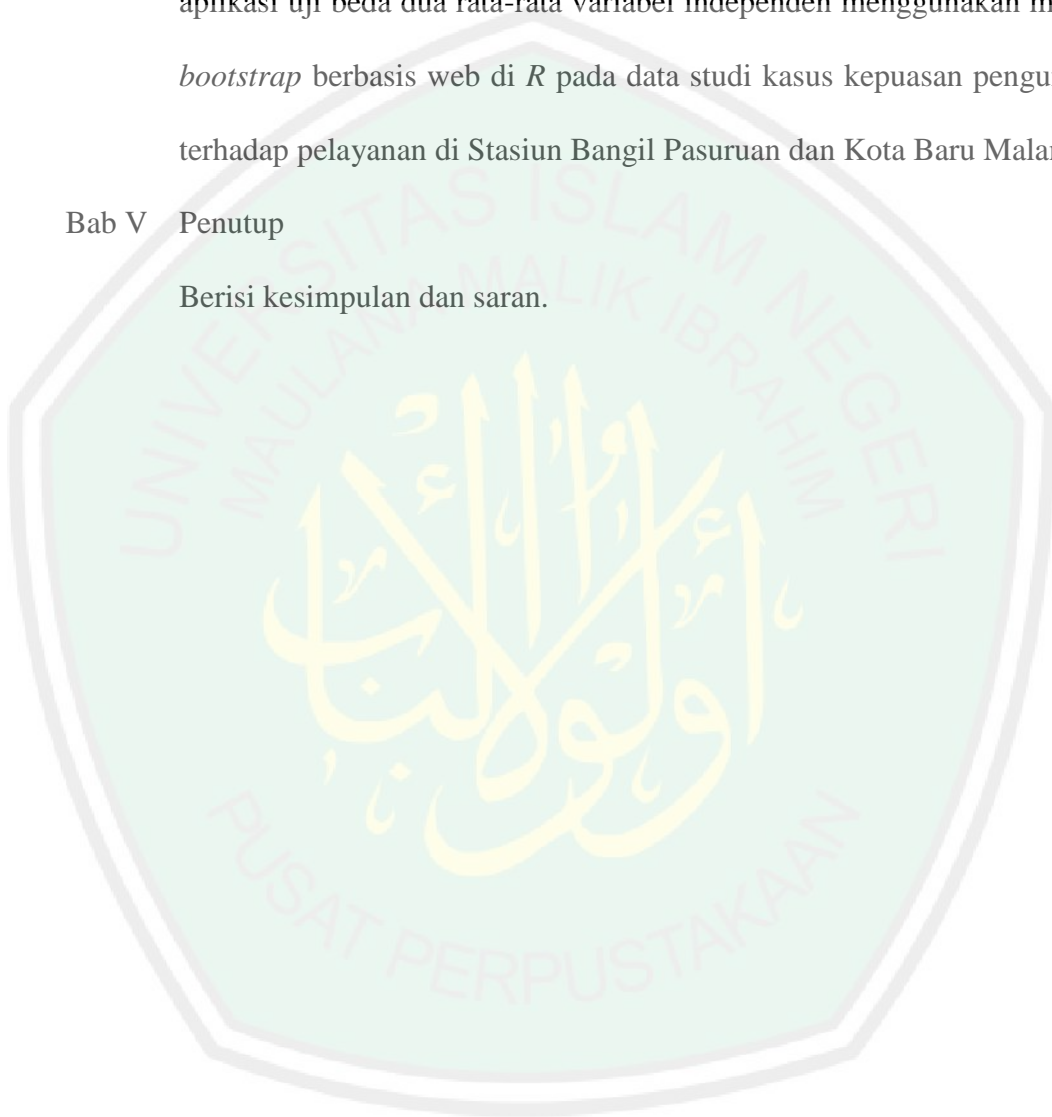 aplikasi uji beda dua rata-rata variabel independen menggunakan m
bootstrap berbasis web di R pada data studi kasus kepuasan pengu
terhadap pelayanan di Stasiun Bangil Pasuruan dan Kota Baru Malan
Bab V Penutup
Berisi kesimpulan dan saran.
UNIVERSITAS ISLAM NEGERI
MAULANA MALIK IBRAHIM
PUSAT PERPUSTAKAAN